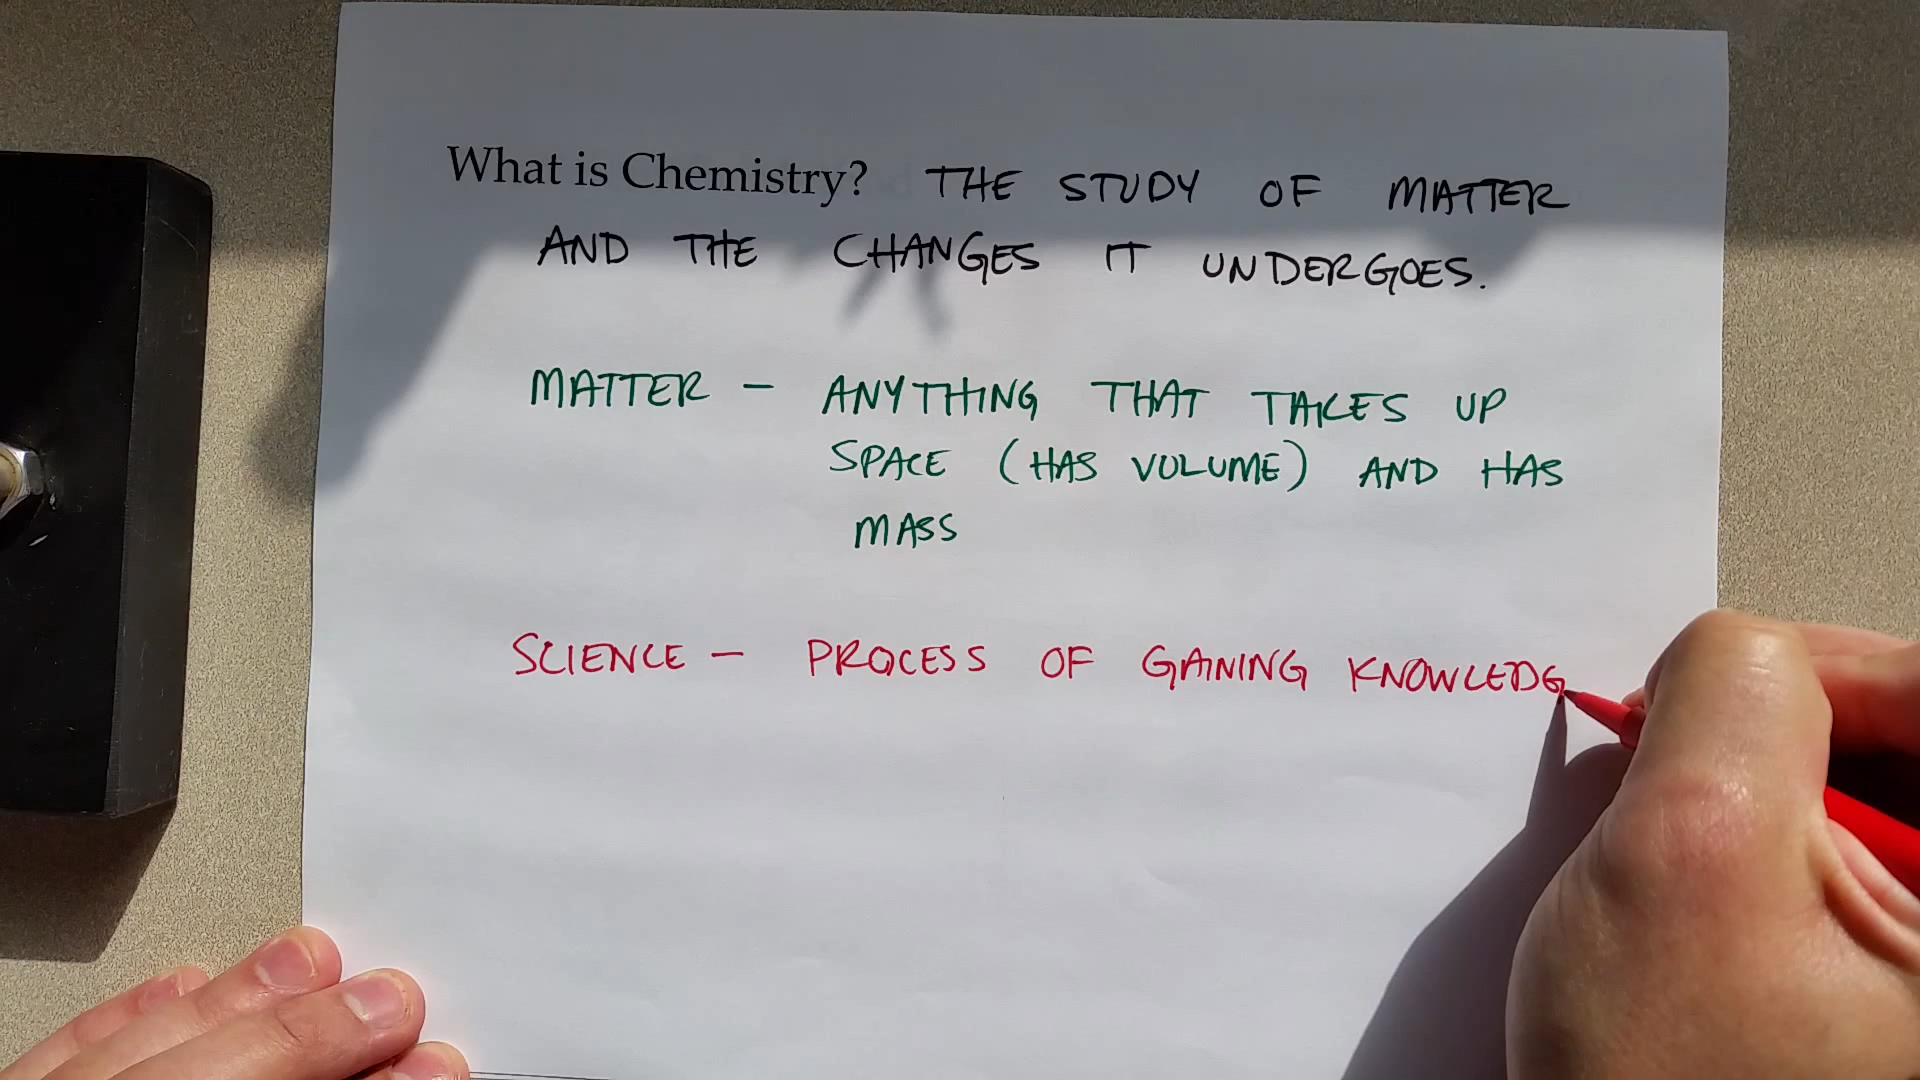 What is Chemistry? THE STUDY OF MATTER
AND THE CHANGES IT UNDERGOES.
MATTER – ANYTHING THAT TAKES UP
SPACE (HAS VOLUME) AND HAS
MASS
SCIENCE – PROCESS OF GAINING KNOWLEDG